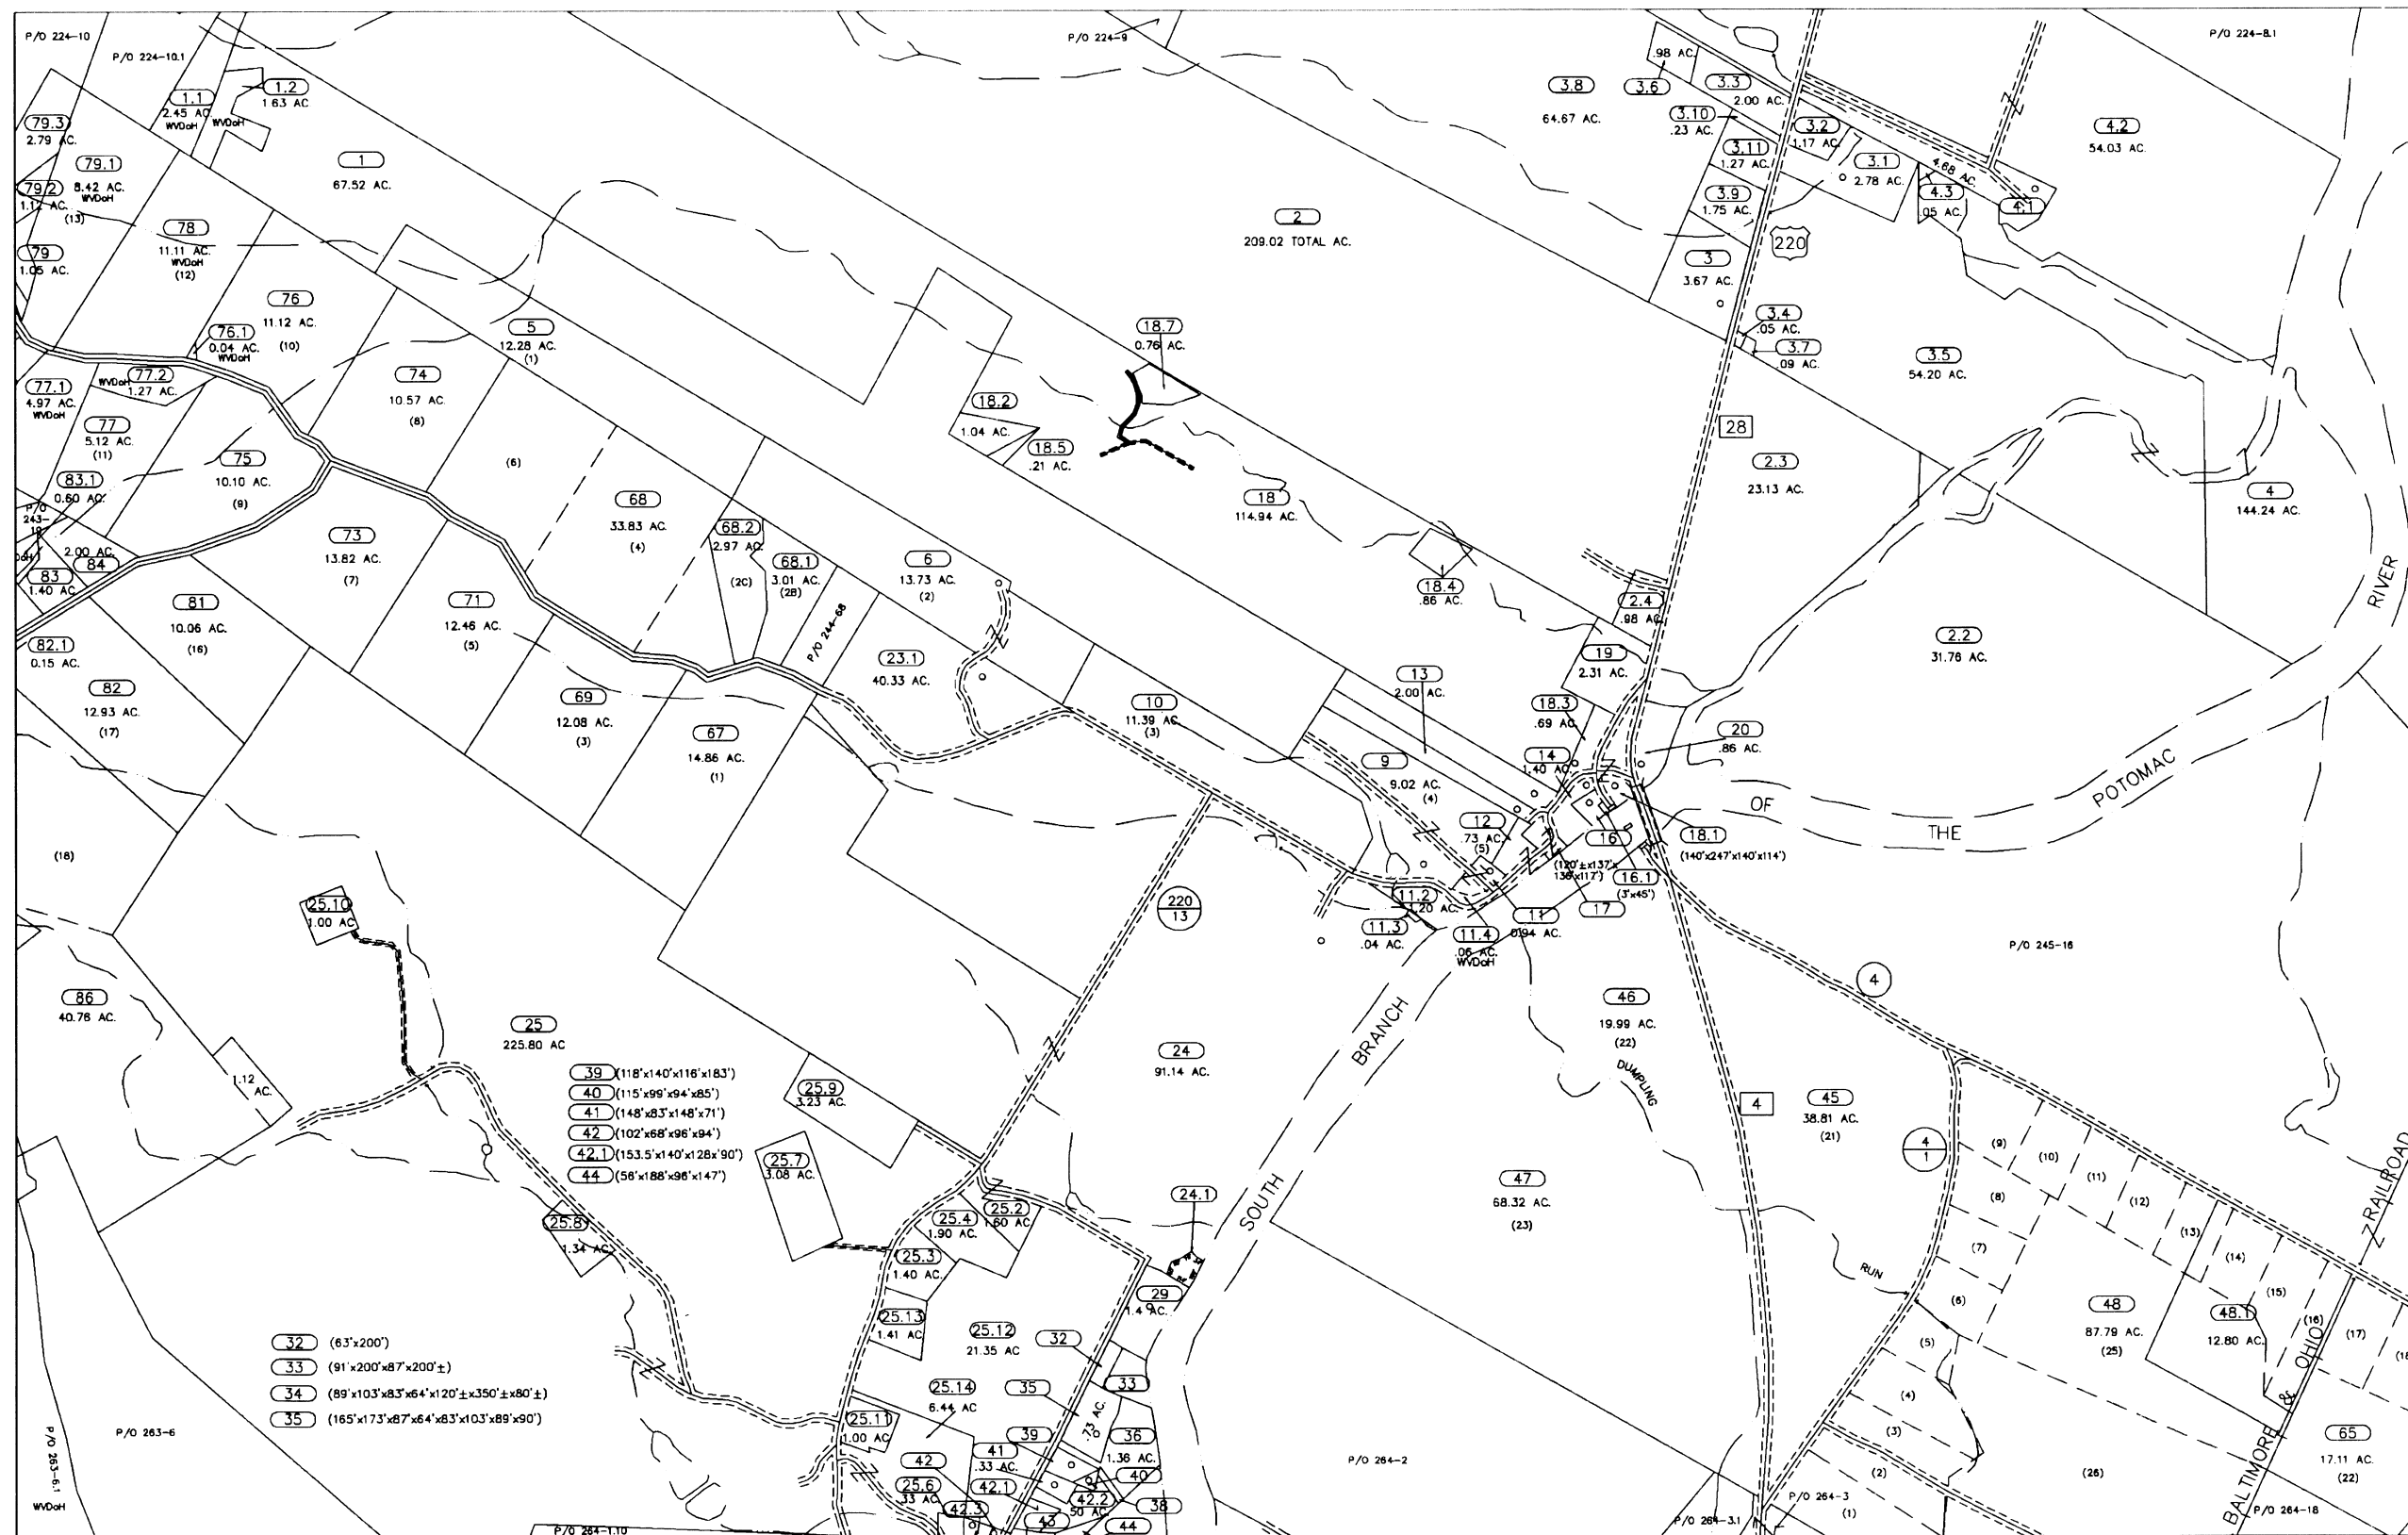 P/O 224-10
P/O 224-10.1
P/O 224-9
P/O 224-8.1
1.1
2.45 AC
WVDoH
WVDoH
1.2
1.63 AC
79.3
2.79 AC.
79.1
8.42 AC.
WVDoH
79.2
(13)
79
1.05 AC.
1
67.52 AC.
78
11.11 AC.
WVDoH
(12)
76
11.12 AC.
(10)
76.1
0.04 AC.
WVDoH
77.2
WVDoH
1.27 AC.
77.1
4.97 AC.
WVDoH
77
5.12 AC.
(11)
83.1
0.60 AC.
75
10.10 AC.
(9)
P/O
243-
2.00 AC.
84
83
1.40 AC
5
12.28 AC.
(1)
74
10.57 AC.
(8)
(6)
68
33.83 AC.
(4)
68.2
2.97 AC.
(2C)
68.1
3.01 AC.
(2B)
73
13.82 AC.
(7)
71
12.46 AC.
(5)
81
10.06 AC.
(16)
82.1
0.15 AC.
82
12.93 AC.
(17)
69
12.08 AC.
(3)
67
14.86 AC.
(1)
P/O 244-68
6
13.73 AC.
(2)
23.1
40.33 AC.
2
209.02 TOTAL AC.
18.7
0.76 AC.
18.2
1.04 AC.
18.5
.21 AC.
18
114.94 AC.
18.4
.86 AC.
3.8
64.67 AC.
.98 AC.
3.6
3.3
2.00 AC.
3.10
.23 AC.
3.2
1.17 AC.
3.11
1.27 AC.
3.1
2.78 AC.
3.9
1.75 AC.
4.68 AC.
4.3
.05 AC.
4.1
4.2
54.03 AC.
220
3
3.67 AC.
3.4
.05 AC.
3.7
.09 AC.
3.5
54.20 AC.
28
2.3
23.13 AC.
4
144.24 AC.
2.4
.98 AC
2.2
31.76 AC.
19
2.31 AC.
18.3
.69 AC
20
.86 AC.
13
2.00 AC.
10
11.39 AC
(3)
14
1.40 AC
9
9.02 AC.
(4)
12
.73 AC.
(5)
16
18.1
(140'x247'x140'x114')
16.1
(3'x45')
17
11
0.94 AC.
11.2
1.20 AC.
11.3
.04 AC.
11.4
.06 AC.
WVDoH
SOUTH
BRANCH
OF
THE
POTOMAC
RIVER
220
13
(18)
25.10
1.00 AC
86
40.76 AC.
1.12
AC.
25
225.80 AC
39 (118'x140'x116'x183')
40 (115'x99'x94'x85')
41 (148'x83'x148'x71')
42 (102'x68'x96'x94')
42.1 (153.5'x140'x128'x90')
44 (56'x188'x96'x147')
25.9
3.23 AC.
25.7
3.08 AC.
25.8
1.34 AC
24
91.14 AC.
24.1
25.4
1.90 AC.
25.2
1.60 AC
25.3
1.40 AC.
25.13
1.41 AC
25.12
21.35 AC
29
32
33
35
25.14
6.44 AC
25.11
1.00 AC
39
41
.33 AC.
.73 AC.
36
1.36 AC.
40
42
25.6
.33 AC
42.1
42.2
.50 AC
42.3
43
38
44
32 (63'x200')
33 (91'x200'x87'x200'±)
34 (89'x103'x83'x64'x120'±x350'±x80'±)
35 (165'x173'x87'x64'x83'x103'x89'x90')
P/O 263-6
P/O 263-6.1
WVDoH
P/O 264-1.10
46
19.99 AC.
(22)
DUMPLING
RUN
47
68.32 AC.
(23)
P/O 264-2
P/O 245-16
4
4
45
38.81 AC.
(21)
4
1
(9)
(10)
(11)
(12)
(13)
(14)
(15)
(16)
(17)
(8)
(7)
(6)
(5)
(4)
(3)
(2)
(1)
48
87.79 AC.
(25)
48.1
12.80 AC.
(26)
65
17.11 AC.
(22)
BALTIMORE & OHIO RAILROAD
P/O 264-3
P/O 264-3.1
P/O 264-18